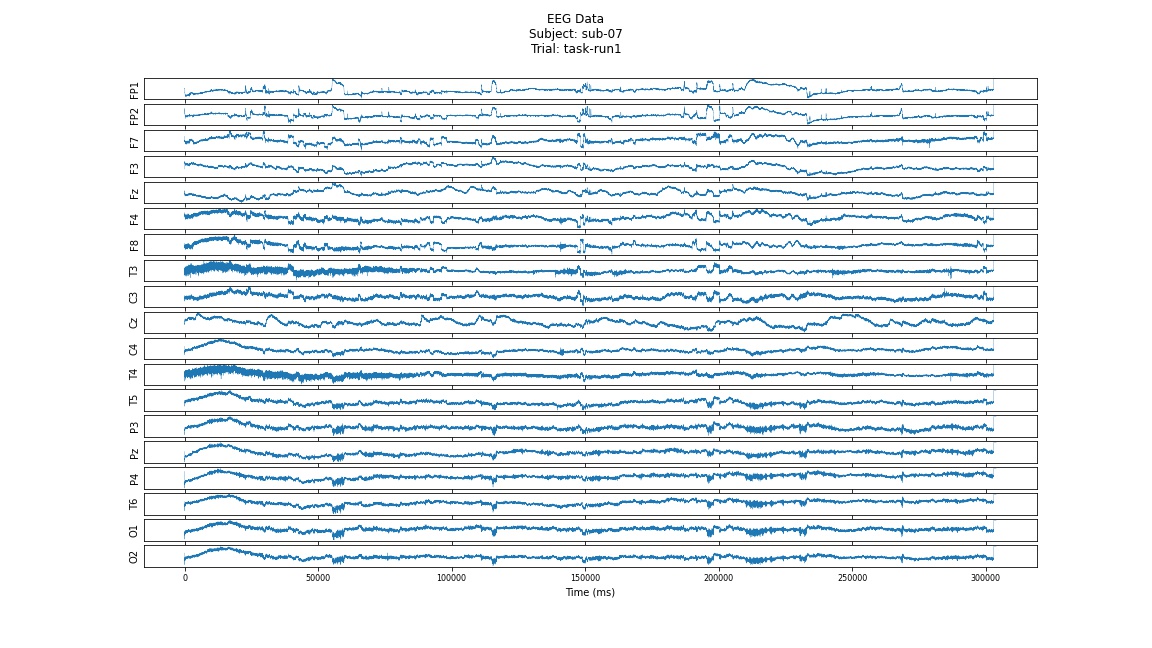 EEG Data
Subject: sub-07
Trial: task-run1
FP1
FP2
F7
F3
Fz
F4
F8
T3
C3
Cz
C4
T4
T5
P3
Pz
P4
T6
O1
O2
0 50000 100000 150000 200000 250000 300000
Time (ms)